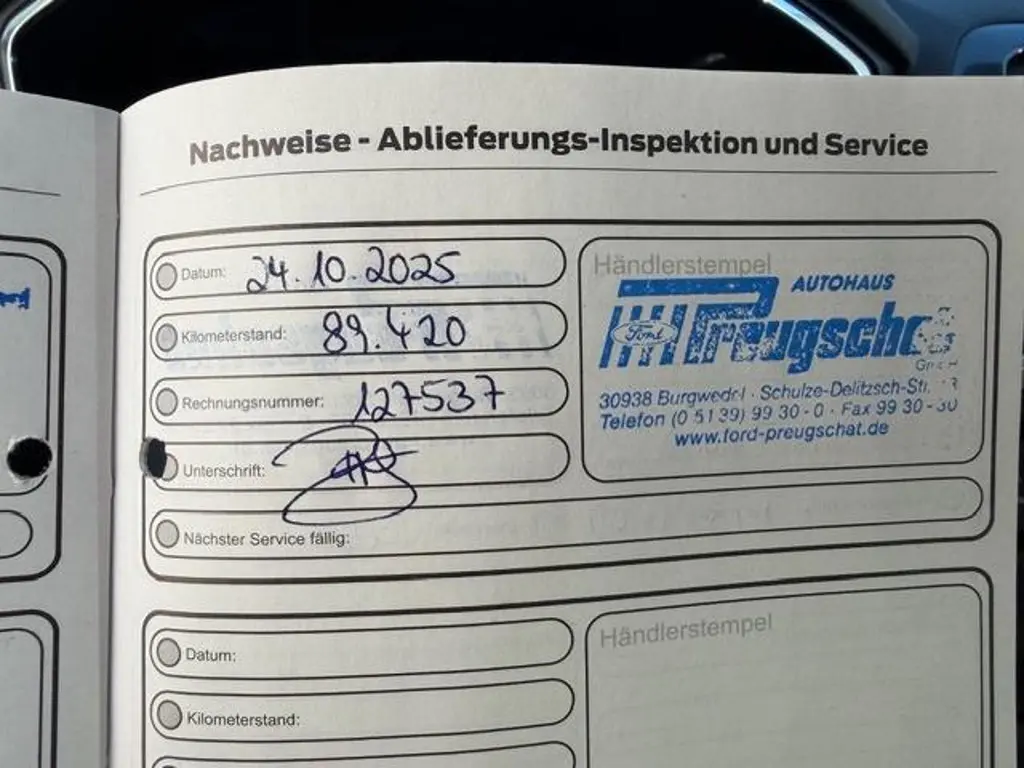 Nachweise - Ablieferungs-Inspektion und Service
Datum: 24.10.2025
Kilometerstand: 89.420
Rechnungsnummer: 127537
Unterschrift:
Nächster Service fällig:
Händlerstempel
AUTOHAUS
Ford
30938 Burgwedel · Schulze-Delitzsch-Str.
Telefon (0 51 39) 99 30 - 0 · Fax 99 30 - 30
www.ford-preugschat.de
Datum:
Kilometerstand:
Händlerstempel